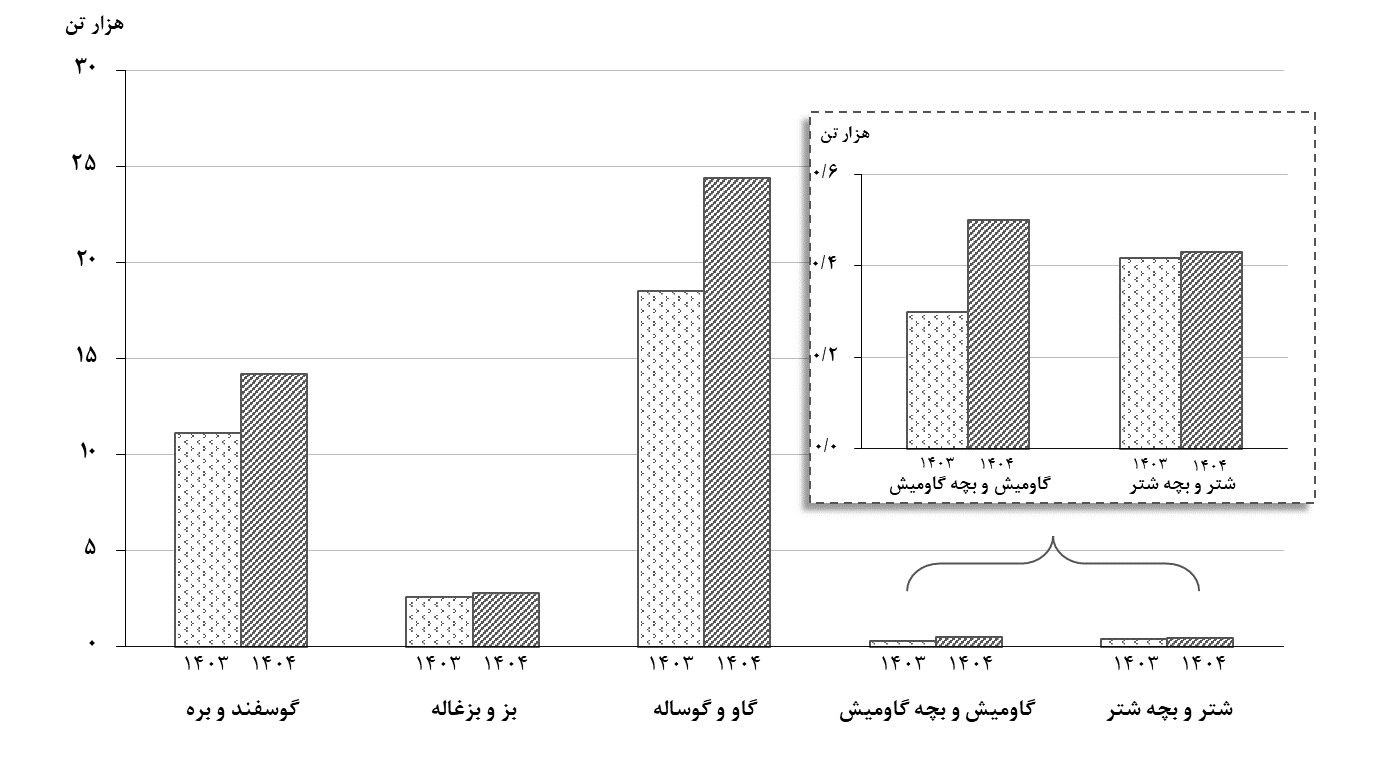 هزار تن
۳۰
۲۵
۲۰
۱۵
۱۰
۵
۰
هزار تن
۰/۶
۰/۴
۰/۲
۰/۰
۱۴۰۳ ۱۴۰۴ ۱۴۰۳ ۱۴۰۴
گاومیش و بچه گاومیش شتر و بچه شتر
۱۴۰۳ ۱۴۰۴ ۱۴۰۳ ۱۴۰۴ ۱۴۰۳ ۱۴۰۴ ۱۴۰۳ ۱۴۰۴ ۱۴۰۳ ۱۴۰۴
گوسفند و بره بز و بزغاله گاو و گوساله گاومیش و بچه گاومیش شتر و بچه شتر